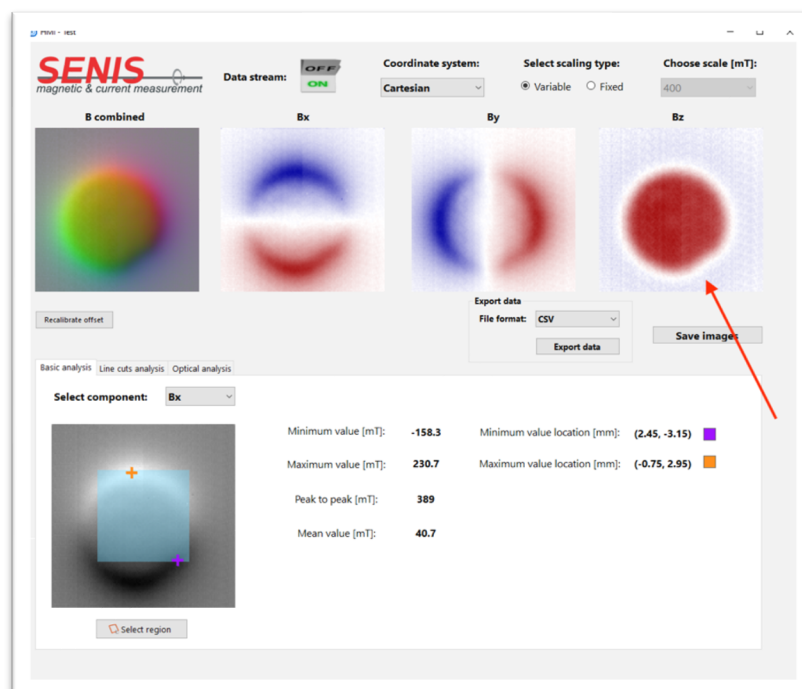 HMI - Test
SENIS
magnetic & current measurement
Data stream:
OFF
ON
Coordinate system:
Cartesian
Select scaling type:
Variable
Fixed
Choose scale [mT]:
400
B combined
Bx
By
Bz
Recalibrate offset
Export data
File format:
CSV
Export data
Save images
Basic analysis
Line cuts analysis
Optical analysis
Select component:
Bx
Minimum value [mT]:
-158.3
Minimum value location [mm]:
(2.45, -3.15)
Maximum value [mT]:
230.7
Maximum value location [mm]:
(-0.75, 2.95)
Peak to peak [mT]:
389
Mean value [mT]:
40.7
Select region